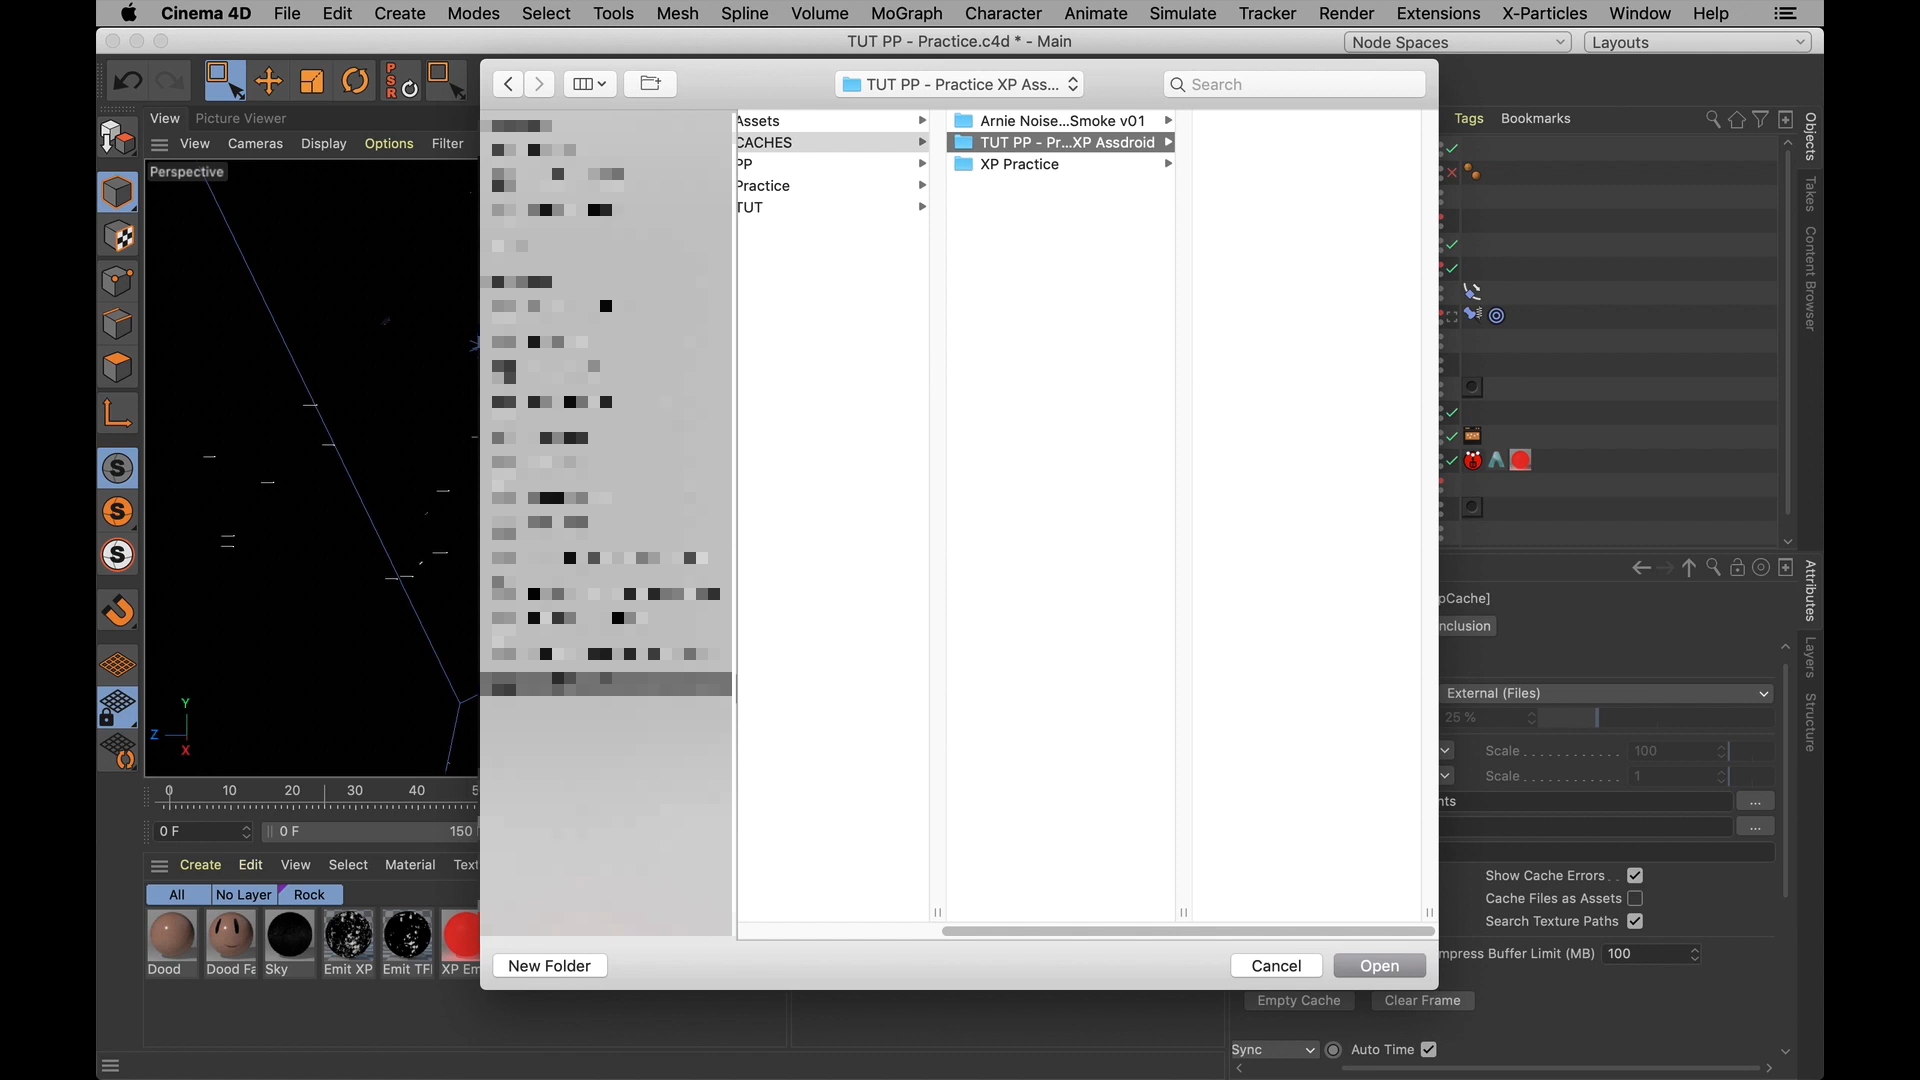 Cinema 4D File Edit Create Modes Select Tools Mesh Spline Volume MoGraph Character Animate Simulate Tracker Render Extensions X-Particles Window Help
TUT PP - Practice.c4d * - Main
Node Spaces
Layouts
PSR
TUT PP - Practice XP Ass...
Search
View Picture Viewer
View Cameras Display Options Filter
Perspective
Assets
CACHES
PP
Practice
TUT
Arnie Noise...Smoke v01
TUT PP - Pr...XP Assdroid
XP Practice
Tags Bookmarks
Objects
Takes
Content Browser
Attributes
Layers
Structure
pCache]
nclusion
External (Files)
25 %
Scale 100
Scale 1
nts
...
...
Show Cache Errors
Cache Files as Assets
Search Texture Paths
mpress Buffer Limit (MB) 100
Empty Cache Clear Frame
Sync Auto Time
Y
Z
X
S
S
S
0 10 20 30 40 5
0 F 0 F 150
Create Edit View Select Material Text
All No Layer Rock
Dood Dood Fa Sky Emit XP Emit TF XP Em
New Folder
Cancel
Open